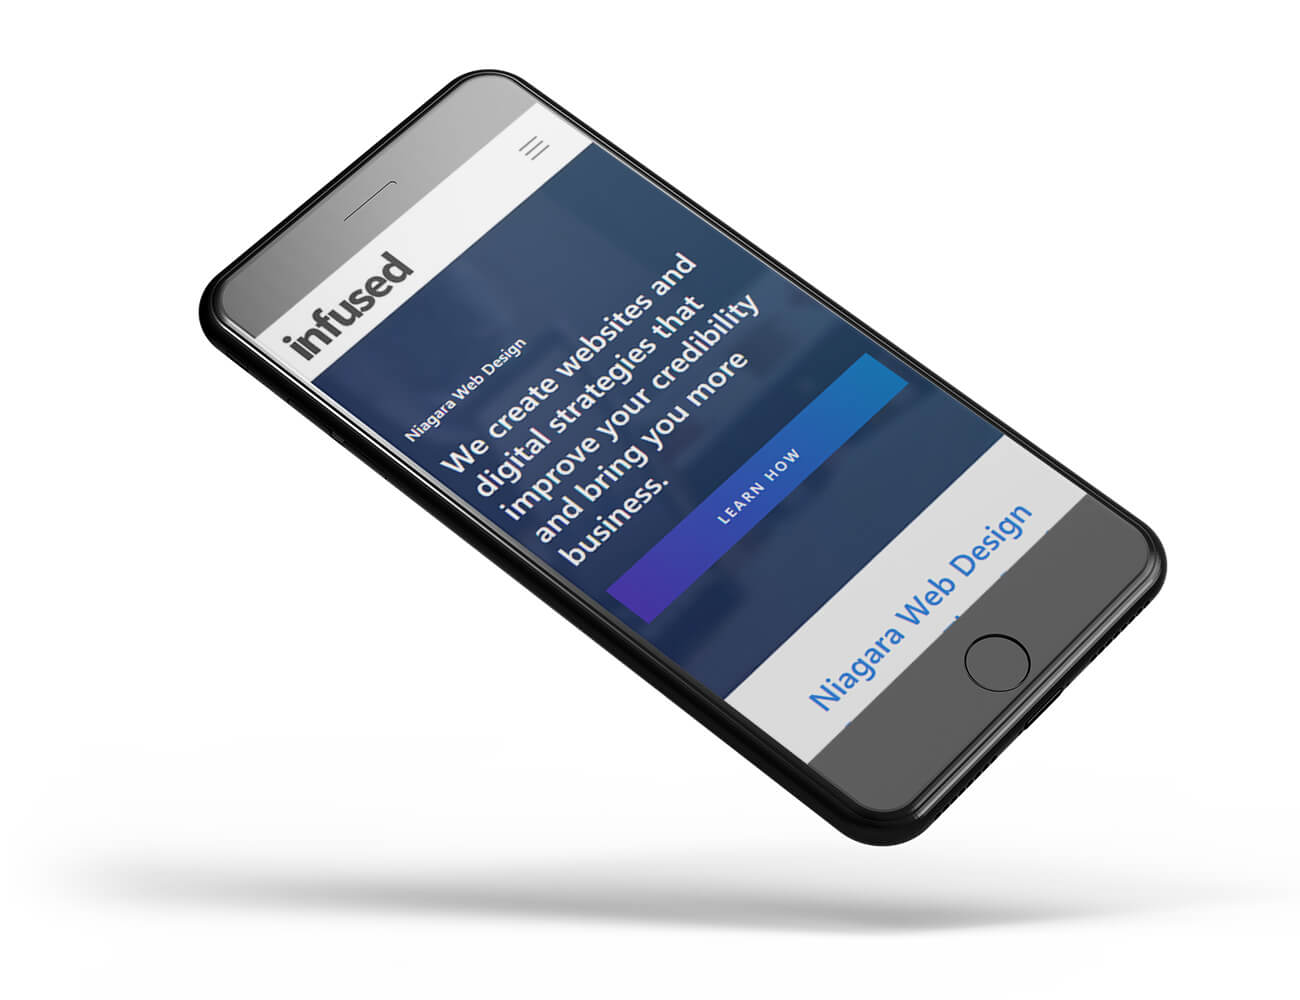 infused
Niagara Web Design
We create websites and
digital strategies that
improve your credibility
and bring you more
business.
LEARN HOW
Niagara Web Design